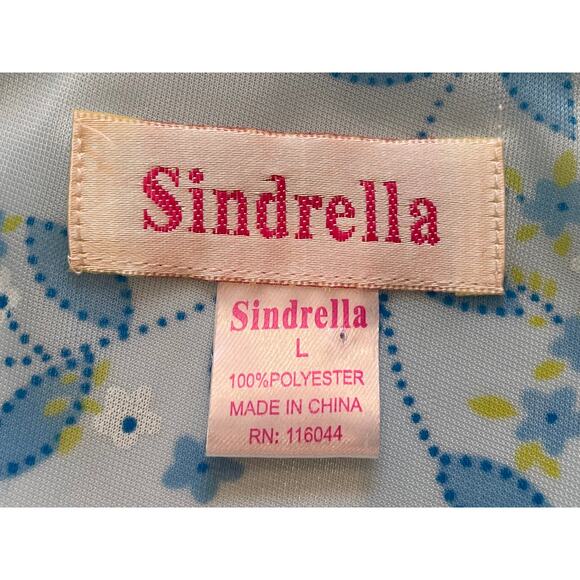 Sindrella
Sindrella
L
100%POLYESTER
MADE IN CHINA
RN: 116044